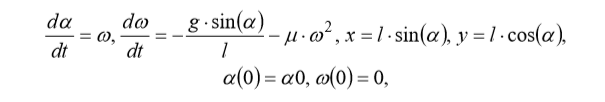 dα/dt = ω, dω/dt = −g·sin(α)/l − μ·ω², x = l·sin(α), y = l·cos(α),
α(0) = α0, ω(0) = 0,